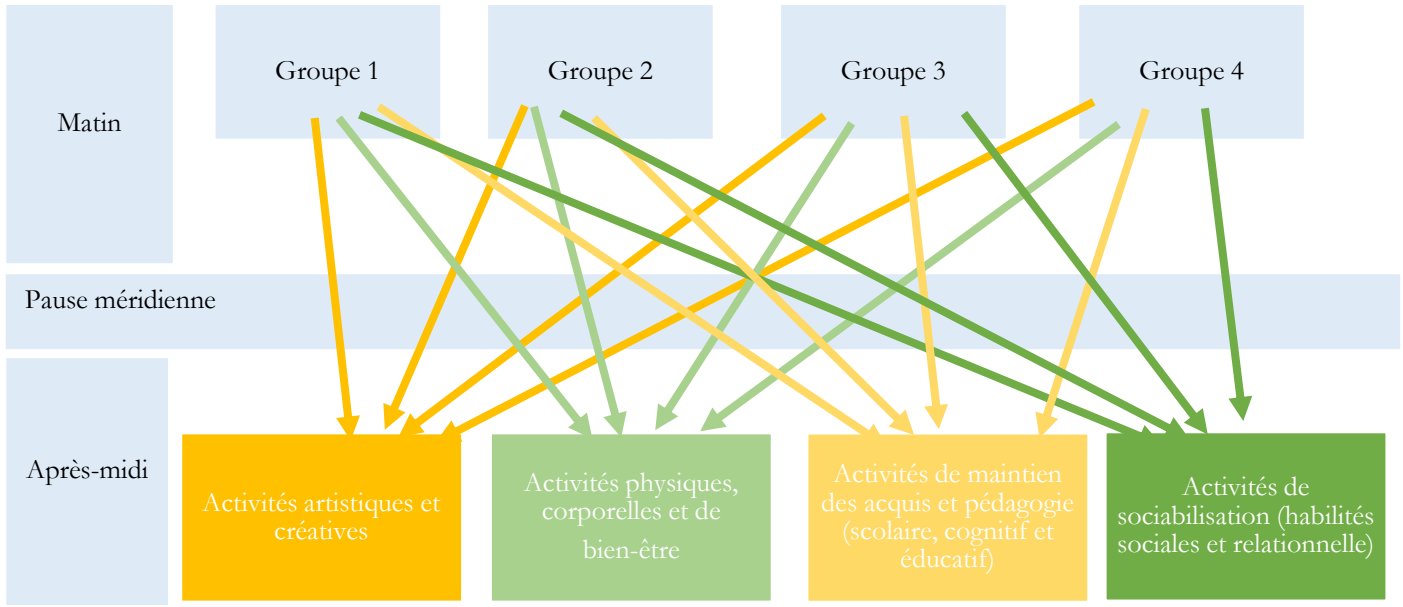 Groupe 1
Groupe 2
Groupe 3
Groupe 4
Matin
Pause méridienne
Après-midi
Activités artistiques et
créatives
Activités physiques,
corporelles et de
bien-être
Activités de maintien
des acquis et pédagogie
(scolaire, cognitif et
éducatif)
Activités de
sociabilisation (habilités
sociales et relationnelle)